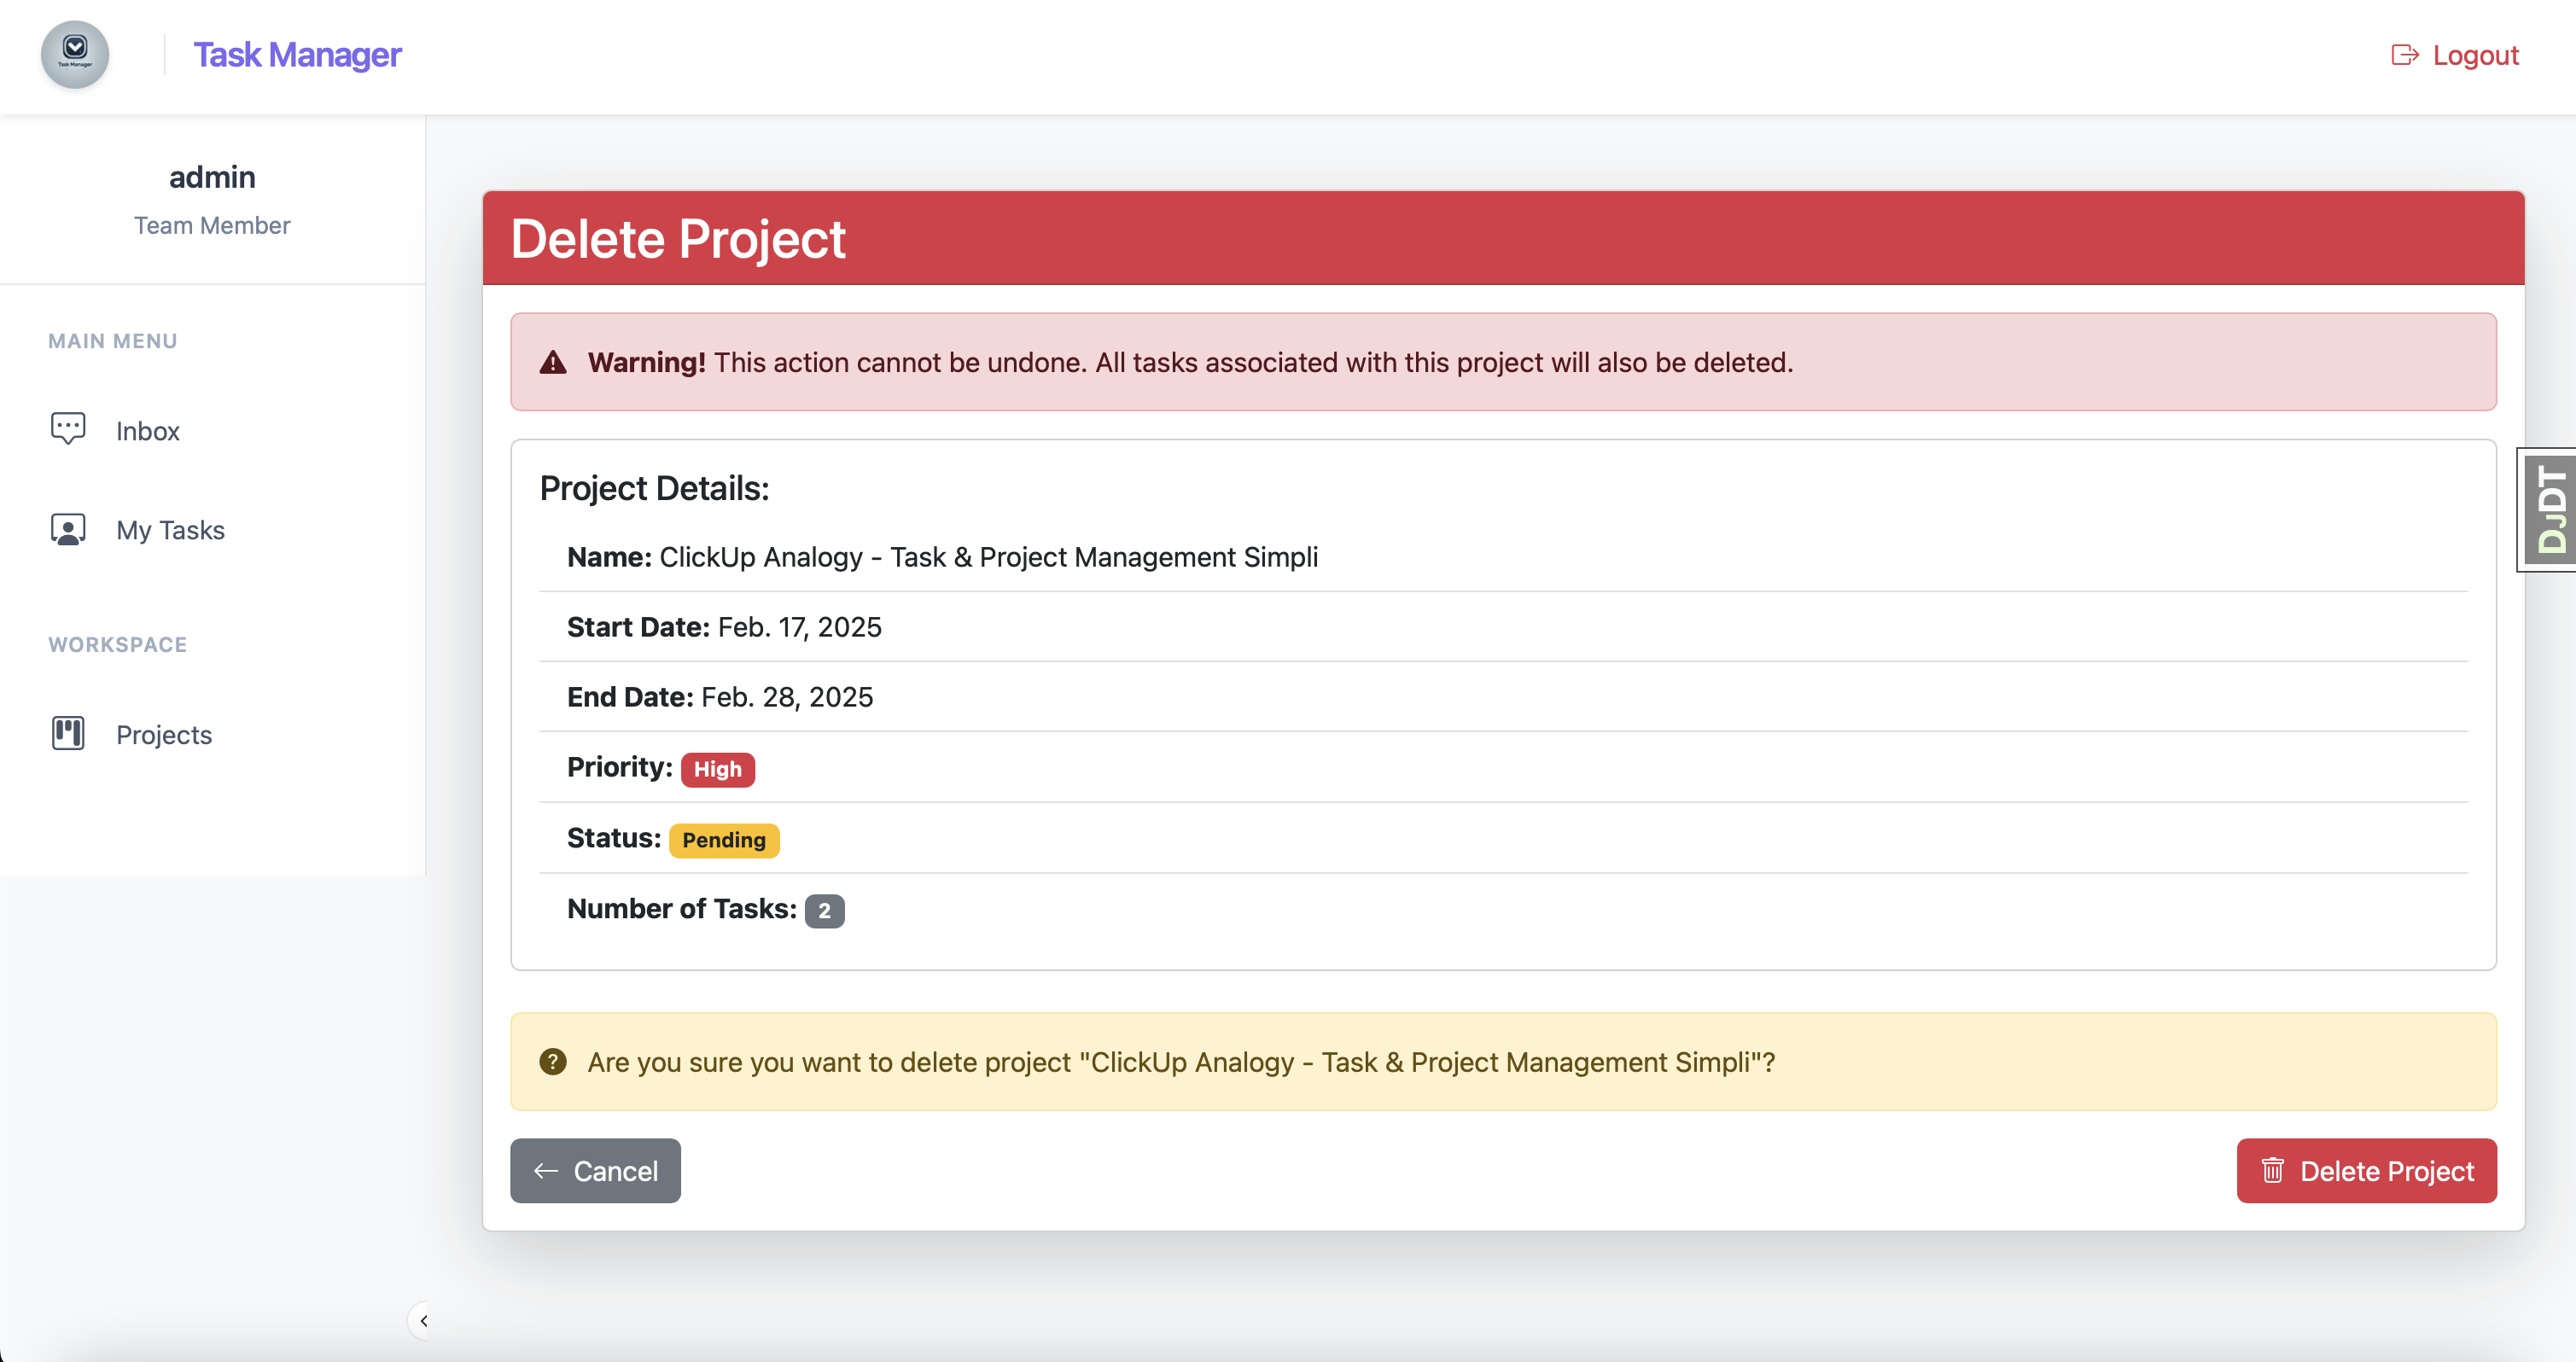 Task Manager
Task Manager
Logout
admin
Team Member
MAIN MENU
Inbox
My Tasks
WORKSPACE
Projects
Delete Project
Warning! This action cannot be undone. All tasks associated with this project will also be deleted.
Project Details:
Name: ClickUp Analogy - Task & Project Management Simpli
Start Date: Feb. 17, 2025
End Date: Feb. 28, 2025
Priority: High
Status: Pending
Number of Tasks: 2
Are you sure you want to delete project "ClickUp Analogy - Task & Project Management Simpli"?
Cancel
Delete Project
DJDT